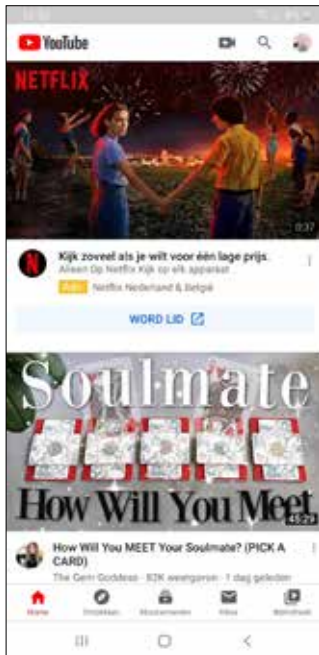 YouTube
NETFLIX
0:37
Kijk zoveel als je wilt voor één lage prijs.
Alleen Op Netflix Kijk op elk apparaat
Netflix Nederland & België
WORD LID
Soulmate
How Will You Meet
45:29
How Will You MEET Your Soulmate? (PICK A
CARD)
The Gem Goddess · 82K weergaven · 1 dag geleden
Home
Ontdekken
Abonnementen
Inbox
Bibliotheek